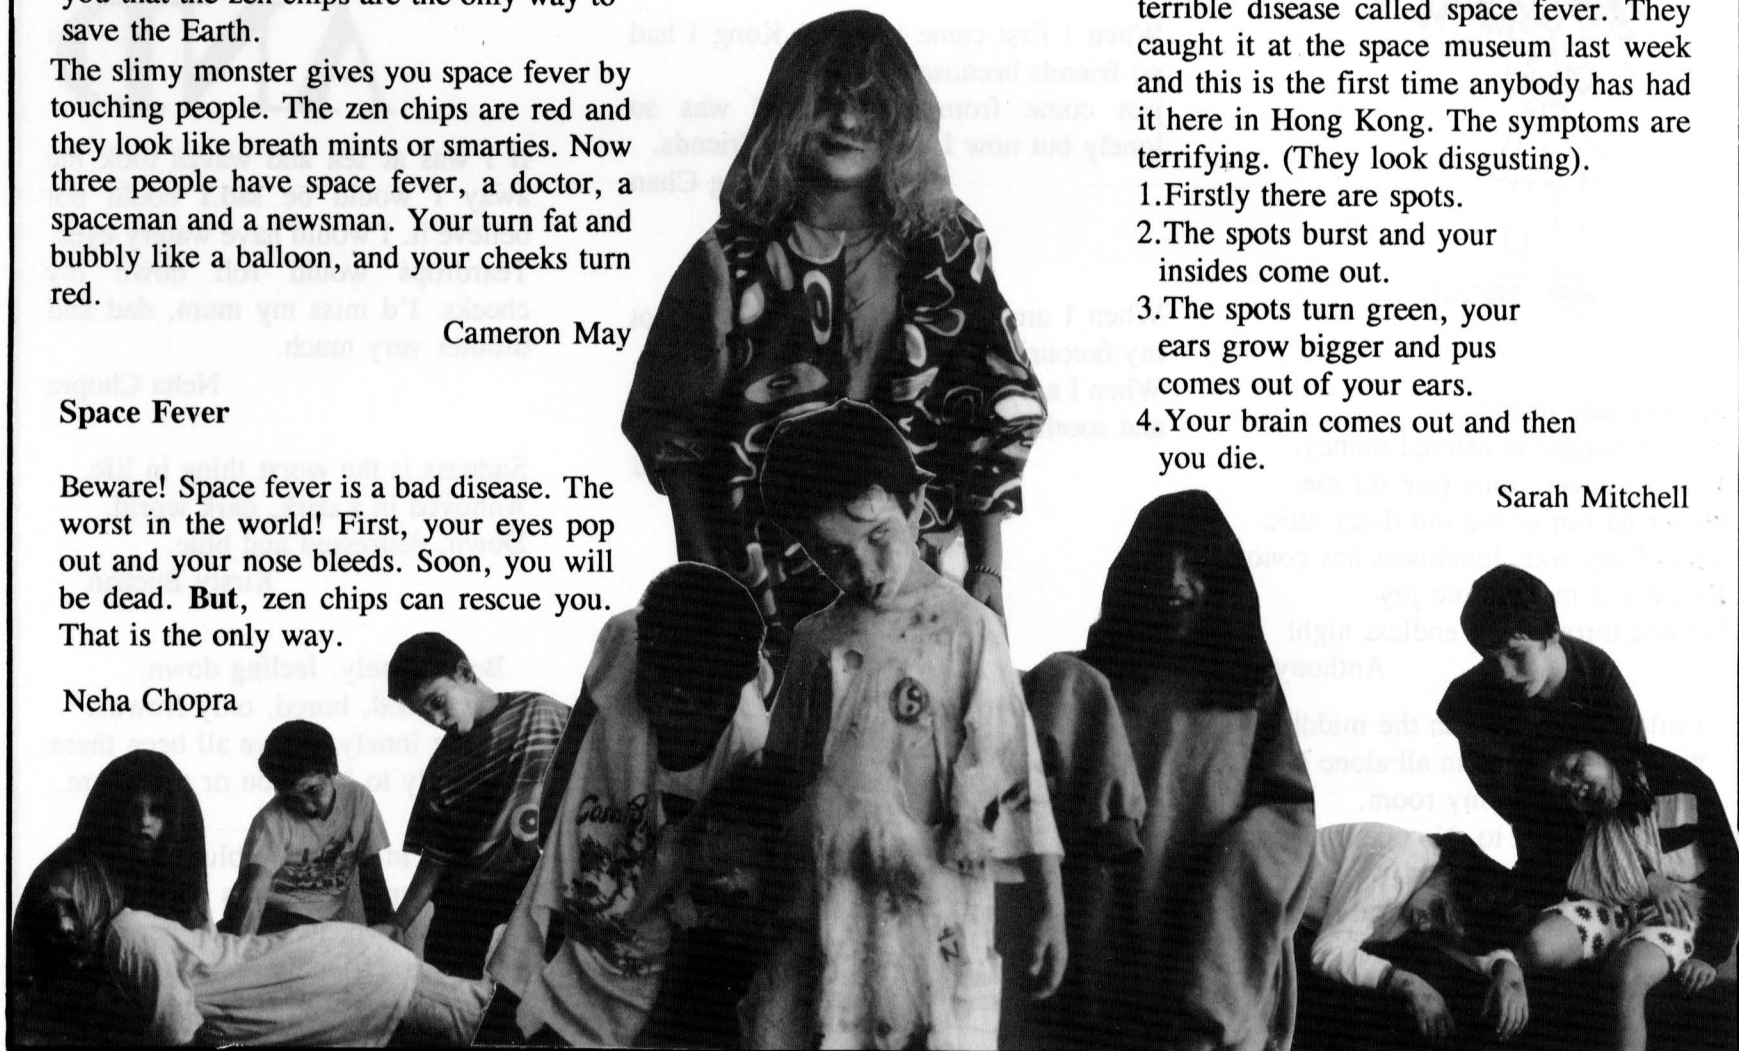 you that the zen chips are the only way to
save the Earth.
The slimy monster gives you space fever by
touching people. The zen chips are red and
they look like breath mints or smarties. Now
three people have space fever, a doctor, a
spaceman and a newsman. Your turn fat and
bubbly like a balloon, and your cheeks turn
red.
Cameron May
Space Fever
Beware! Space fever is a bad disease. The
worst in the world! First, your eyes pop
out and your nose bleeds. Soon, you will
be dead. But, zen chips can rescue you.
That is the only way.
Neha Chopra
terrible disease called space fever. They
caught it at the space museum last week
and this is the first time anybody has had
it here in Hong Kong. The symptoms are
terrifying. (They look disgusting).
1.Firstly there are spots.
2.The spots burst and your
insides come out.
3.The spots turn green, your
ears grow bigger and pus
comes out of your ears.
4.Your brain comes out and then
you die.
Sarah Mitchell